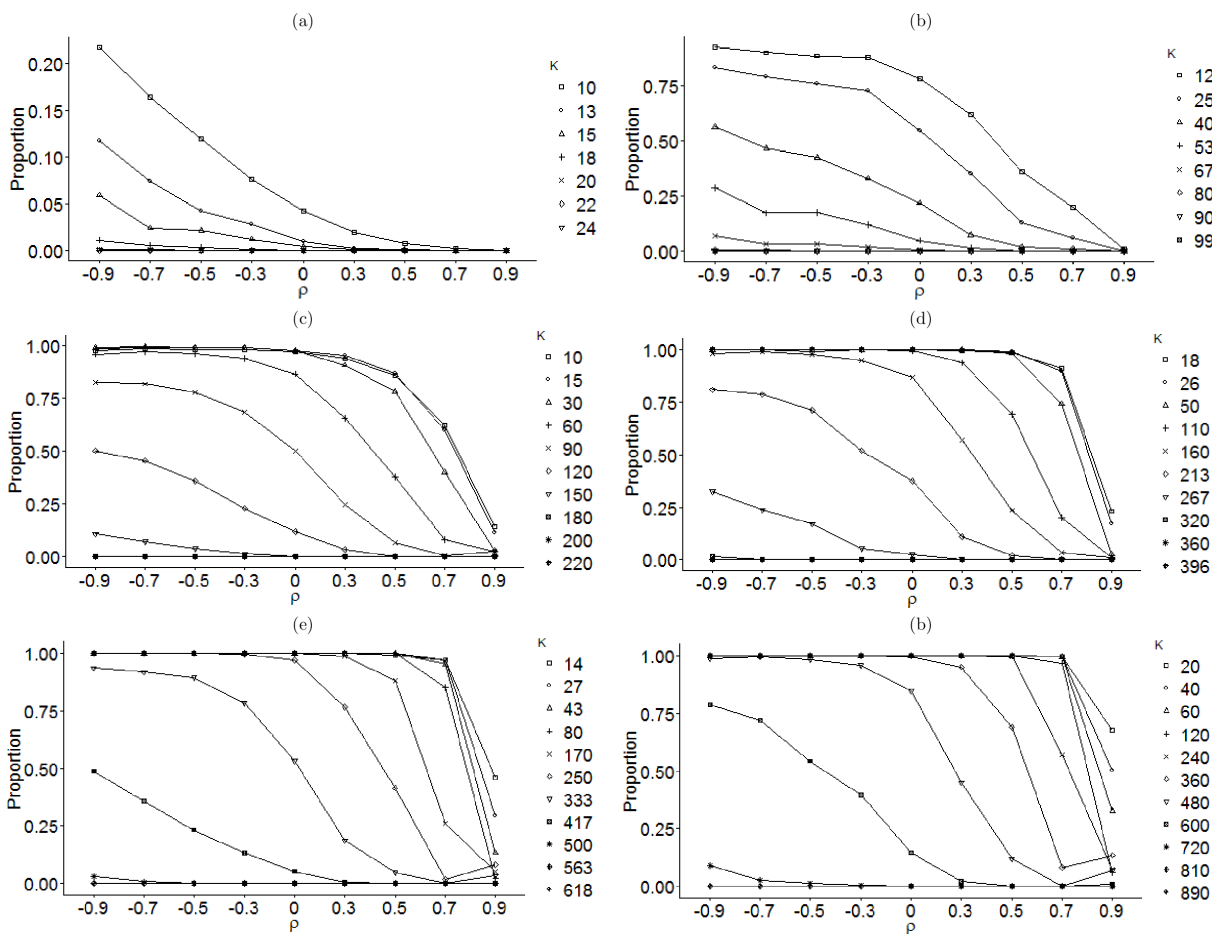 (a)
Proportion
0.20
0.15
0.10
0.05
0.00
-0.9 -0.7 -0.5 -0.3 0 0.3 0.5 0.7 0.9
ρ
K
10
13
15
18
20
22
24
(b)
Proportion
0.75
0.50
0.25
0.00
-0.9 -0.7 -0.5 -0.3 0 0.3 0.5 0.7 0.9
ρ
K
12
25
40
53
67
80
90
99
(c)
Proportion
1.00
0.75
0.50
0.25
0.00
-0.9 -0.7 -0.5 -0.3 0 0.3 0.5 0.7 0.9
ρ
K
10
15
30
60
90
120
150
180
200
220
(d)
Proportion
1.00
0.75
0.50
0.25
0.00
-0.9 -0.7 -0.5 -0.3 0 0.3 0.5 0.7 0.9
ρ
K
18
26
50
110
160
213
267
320
360
396
(e)
Proportion
1.00
0.75
0.50
0.25
0.00
-0.9 -0.7 -0.5 -0.3 0 0.3 0.5 0.7 0.9
ρ
K
14
27
43
80
170
250
333
417
500
563
618
(b)
Proportion
1.00
0.75
0.50
0.25
0.00
-0.9 -0.7 -0.5 -0.3 0 0.3 0.5 0.7 0.9
ρ
K
20
40
60
120
240
360
480
600
720
810
890